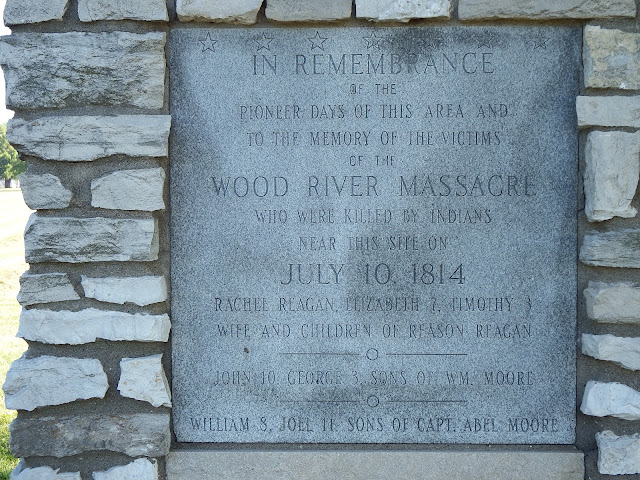 IN REMEMBRANCE
OF THE
PIONEER DAYS OF THIS AREA AND
TO THE MEMORY OF THE VICTIMS
OF THE
WOOD RIVER MASSACRE
WHO WERE KILLED BY INDIANS
NEAR THIS SITE ON
JULY 10, 1814
RACHEL REAGAN, ELIZABETH 7, TIMOTHY 3
WIFE AND CHILDREN OF REASON REAGAN
JOHN 10, GEORGE 3, SONS OF WM. MOORE
WILLIAM 8, JOEL 11, SONS OF CAPT. ABEL MOORE